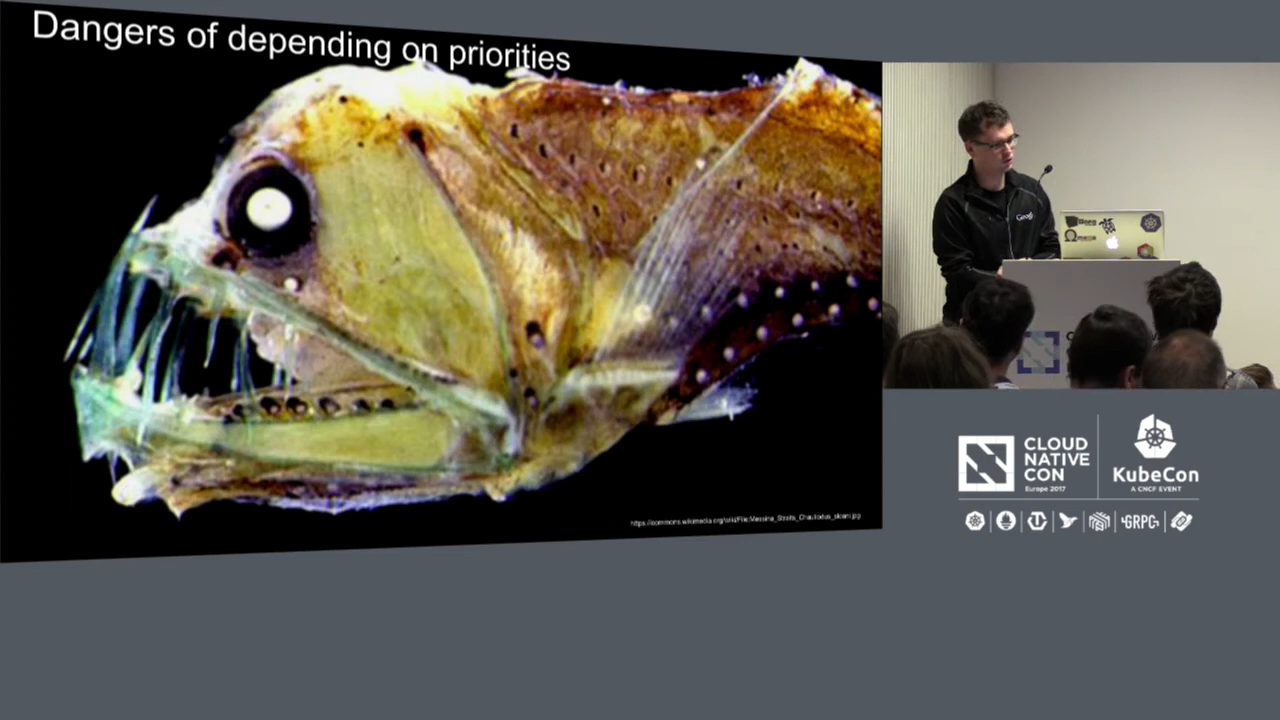 Dangers of depending on priorities
https://commons.wikimedia.org/wiki/File:Messina_Straits_Chauliodus_sloani.jpg
Google
CLOUD
NATIVE
CON
Europe 2017
KubeCon
A CNCF EVENT
GRPC